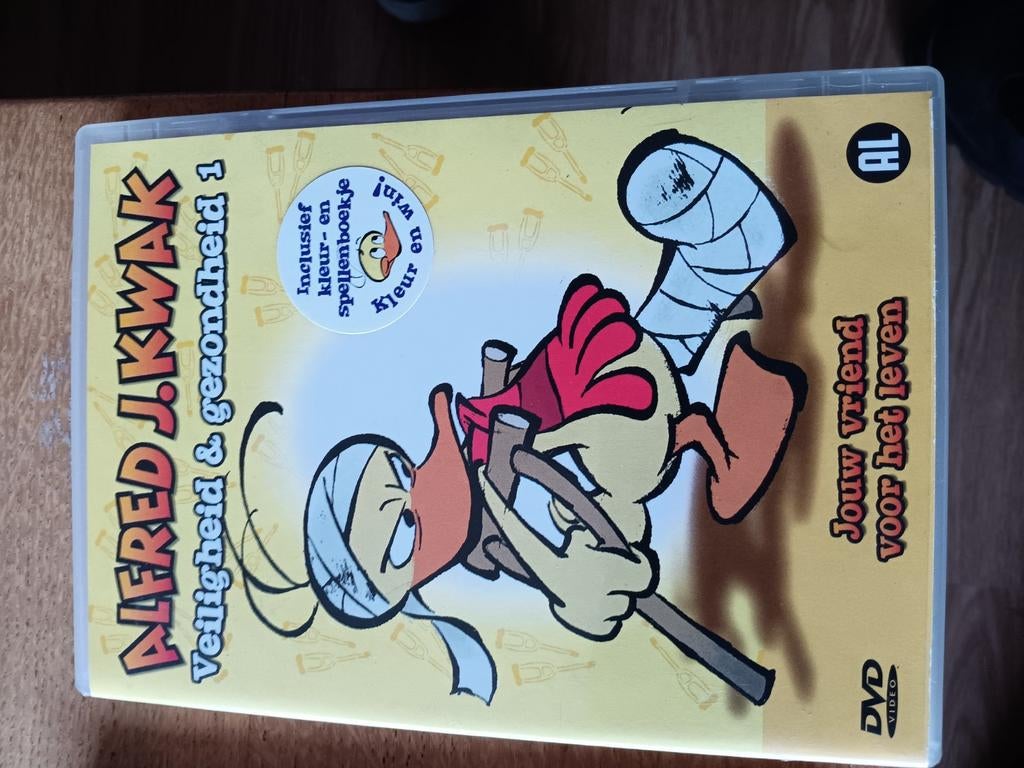 ALFRED J.KWAK
Veiligheid & gezondheid 1
Inclusief
kleur- en
spellenboekje
Kleur en win!
Jouw vriend
voor het leven
DVD
VIDEO
AL